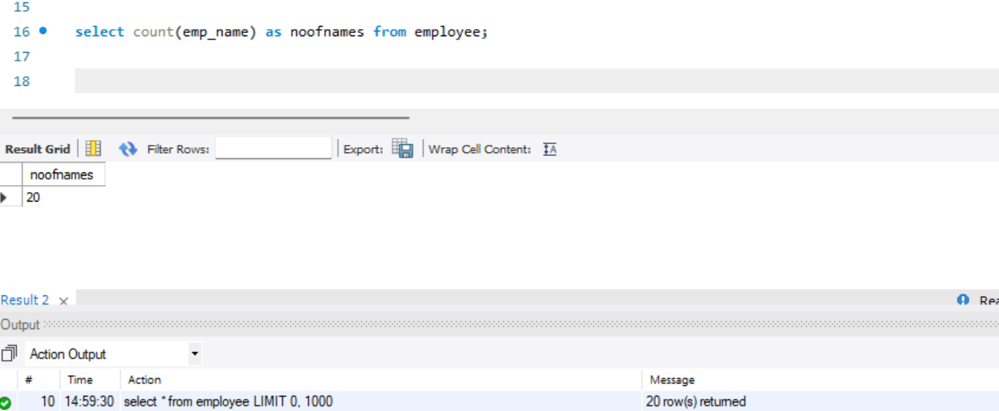 15
16 select count(emp_name) as noofnames from employee;
17
18
Result Grid Filter Rows: Export: Wrap Cell Content: IA
noofnames
20
Result 2
Output
Action Output
# Time Action Message
10 14:59:30 select * from employee LIMIT 0, 1000 20 row(s) returned